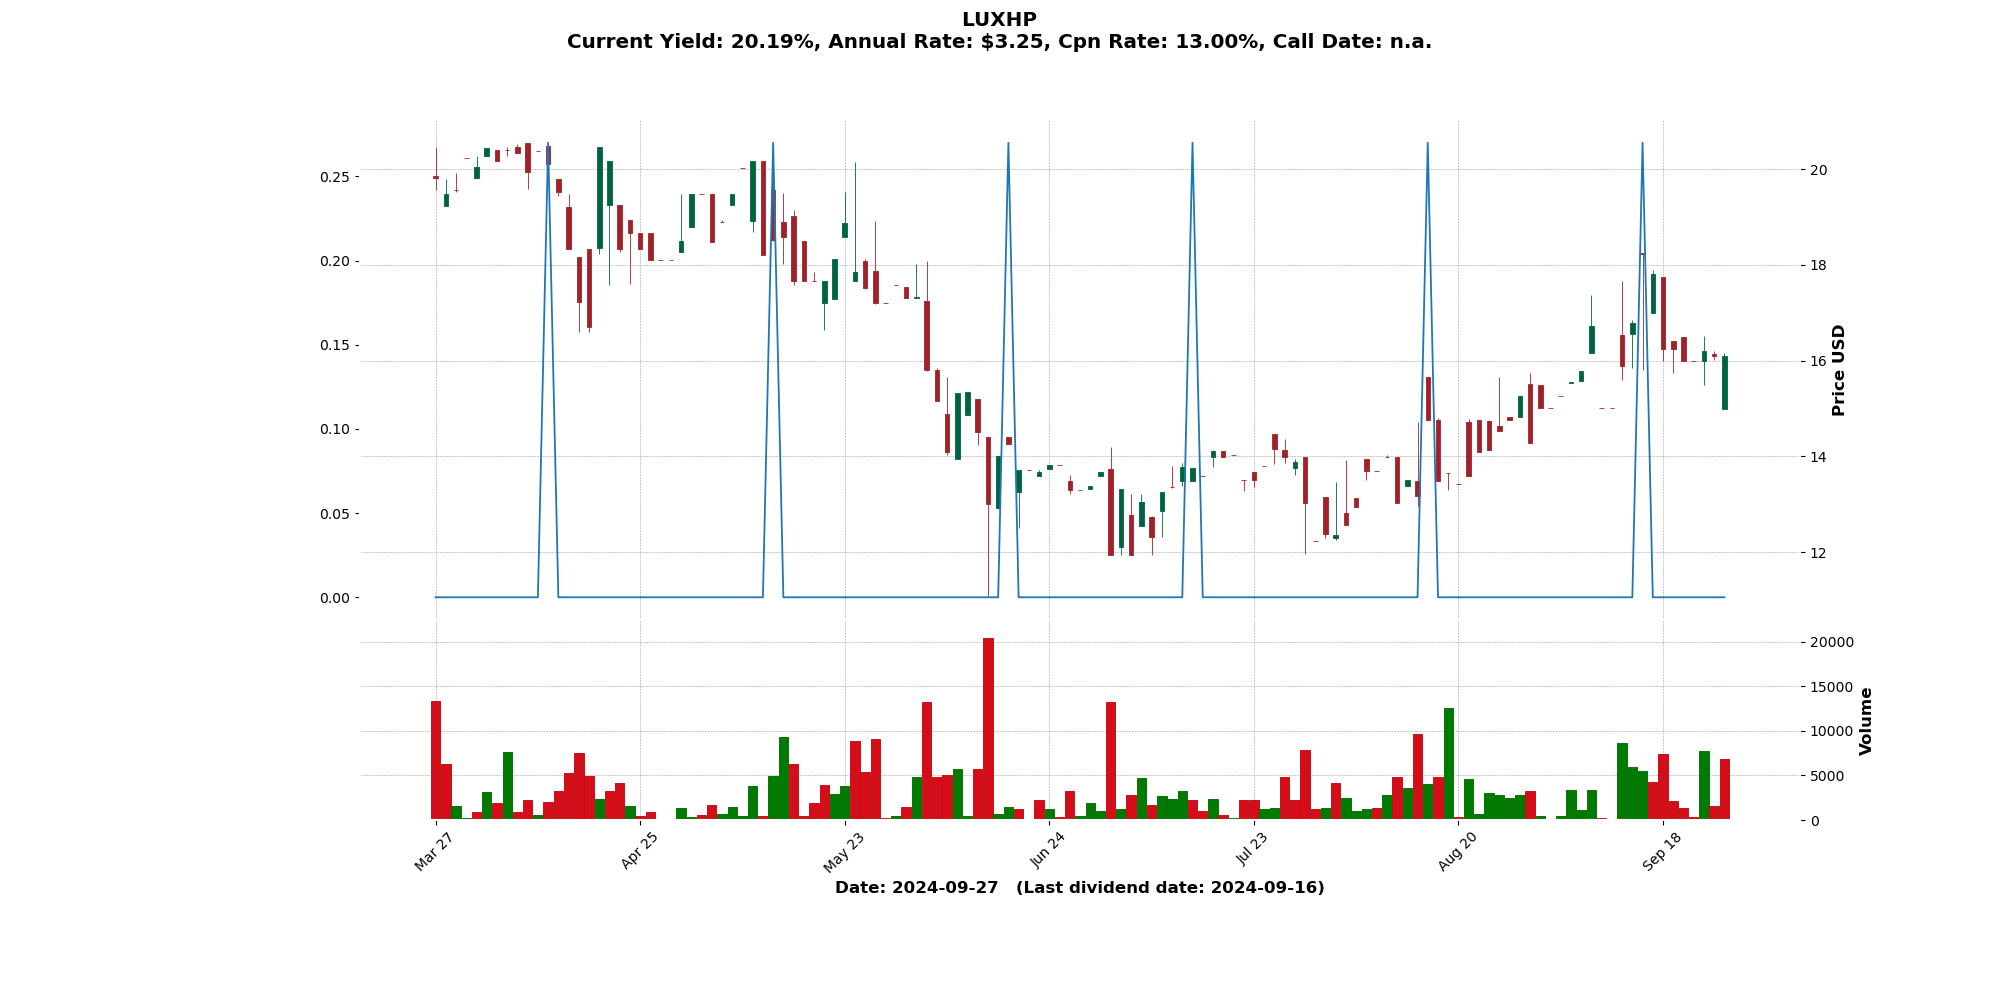 LUXHP
Current Yield: 20.19%, Annual Rate: $3.25, Cpn Rate: 13.00%, Call Date: n.a.
0.25
0.20
0.15
0.10
0.05
0.00
20
18
16
14
12
Price USD
20000
15000
10000
5000
0
Volume
Mar 27
Apr 25
May 23
Jun 24
Jul 23
Aug 20
Sep 18
Date: 2024-09-27   (Last dividend date: 2024-09-16)